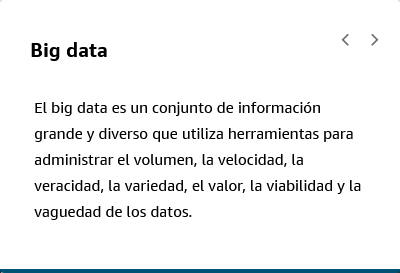 Big data
El big data es un conjunto de información
grande y diverso que utiliza herramientas para
administrar el volumen, la velocidad, la
veracidad, la variedad, el valor, la viabilidad y la
vaguedad de los datos.